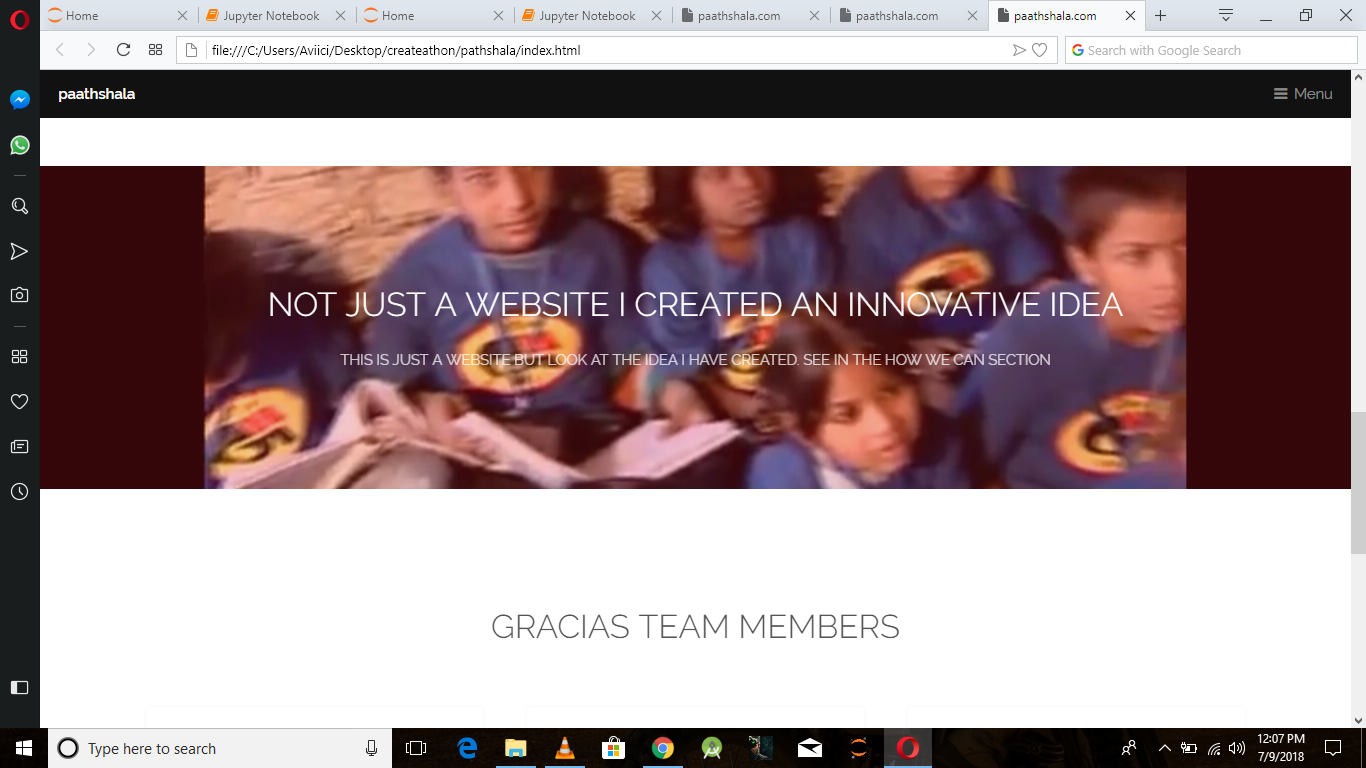 Home
Jupyter Notebook
Home
Jupyter Notebook
paathshala.com
paathshala.com
paathshala.com
file:///C:/Users/Aviici/Desktop/createathon/pathshala/index.html
Search with Google Search
paathshala
Menu
NOT JUST A WEBSITE I CREATED AN INNOVATIVE IDEA
THIS IS JUST A WEBSITE BUT LOOK AT THE IDEA I HAVE CREATED. SEE IN THE HOW WE CAN SECTION
GRACIAS TEAM MEMBERS
Type here to search
12:07 PM
7/9/2018